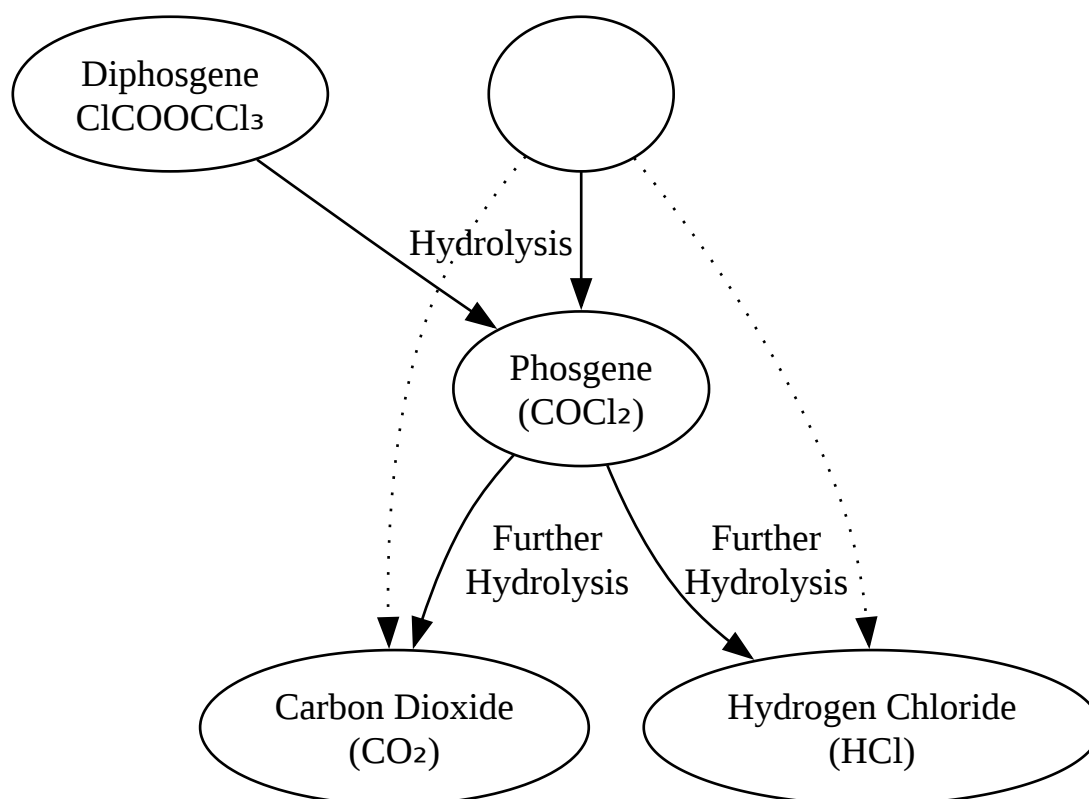 Diphosgene
ClCOOCCl₃
Hydrolysis
Phosgene
(COCl₂)
Further
Hydrolysis
Further
Hydrolysis
Carbon Dioxide
(CO₂)
Hydrogen Chloride
(HCl)